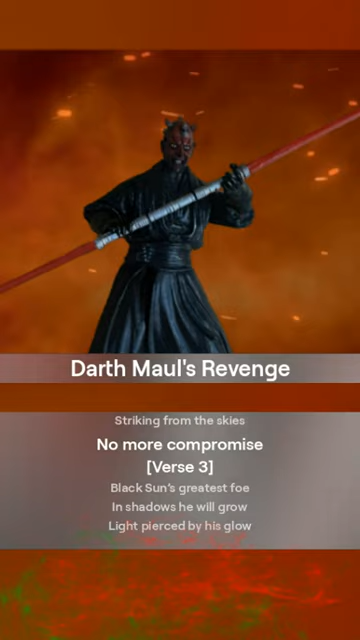 Darth Maul's Revenge
Striking from the skies
No more compromise
[Verse 3]
Black Sun's greatest foe
In shadows he will grow
Light pierced by his glow